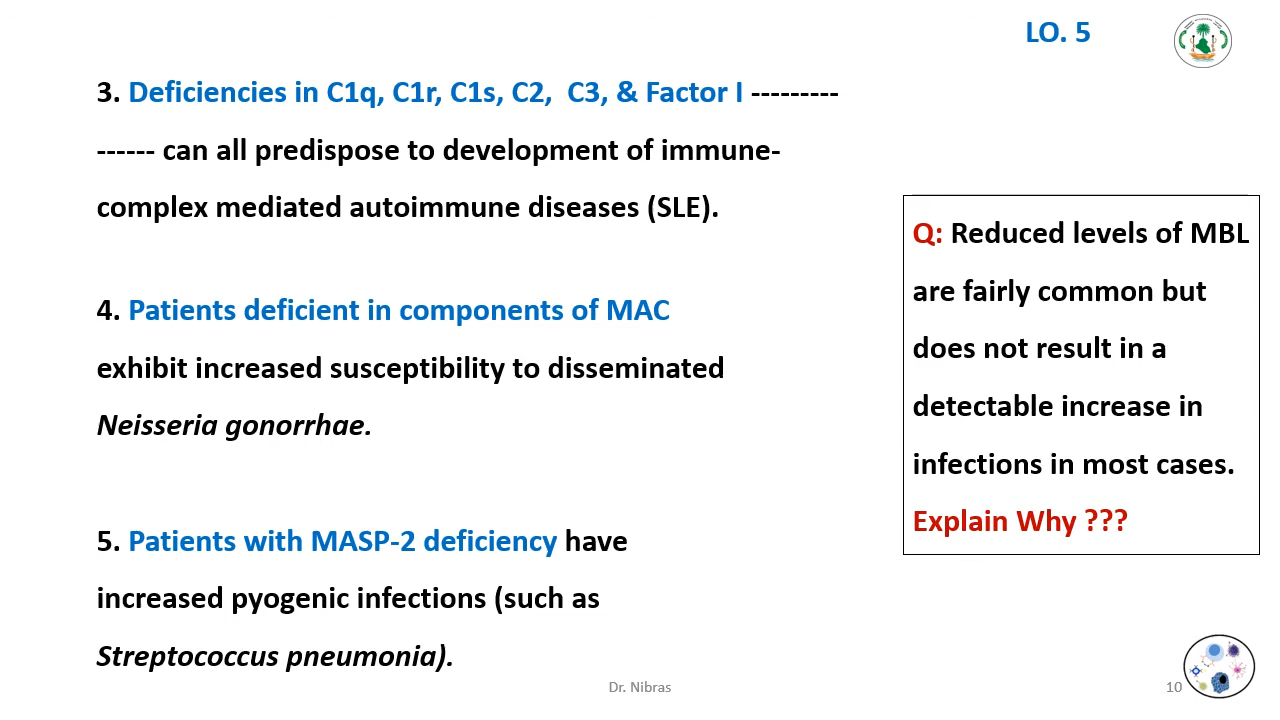 LO. 5
3. Deficiencies in C1q, C1r, C1s, C2, C3, & Factor I ---------
------ can all predispose to development of immune-
complex mediated autoimmune diseases (SLE).
4. Patients deficient in components of MAC
exhibit increased susceptibility to disseminated
Neisseria gonorrhae.
5. Patients with MASP-2 deficiency have
increased pyogenic infections (such as
Streptococcus pneumonia).
Q: Reduced levels of MBL
are fairly common but
does not result in a
detectable increase in
infections in most cases.
Explain Why ???
Dr. Nibras
10